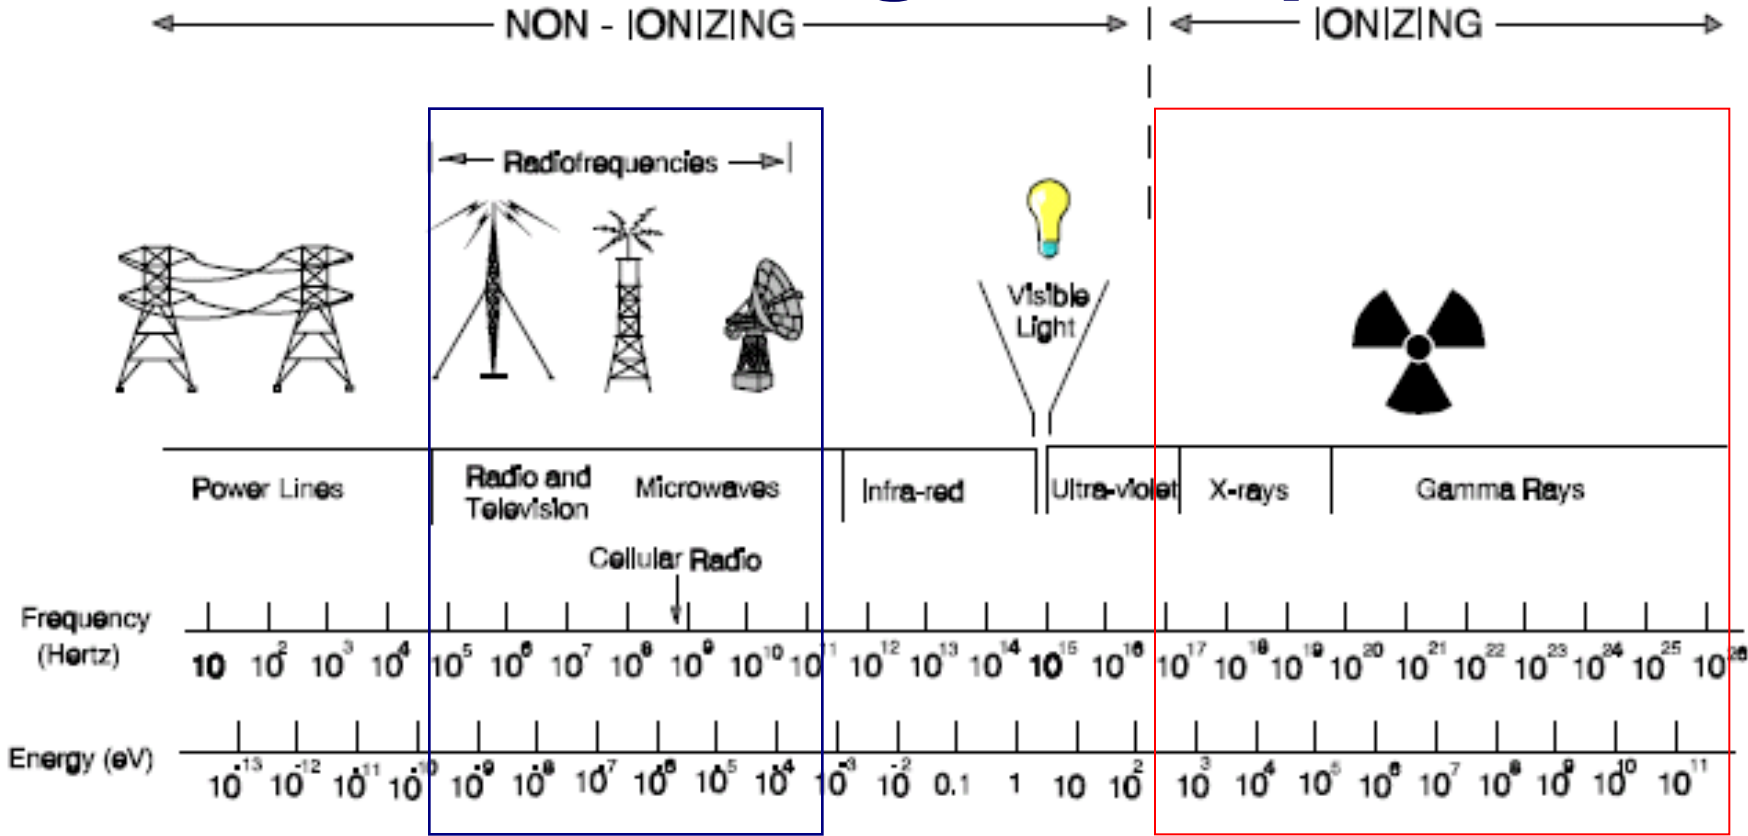 NON - IONIZING IONIZING
Radiofrequencies
Visible
Light
Power Lines Radio and Television Microwaves Infra-red Ultra-violet X-rays Gamma Rays
Cellular Radio
Frequency (Hertz) 10 10² 10³ 10⁴ 10⁵ 10⁶ 10⁷ 10⁸ 10⁹ 10¹⁰ 10¹¹ 10¹² 10¹³ 10¹⁴ 10¹⁵ 10¹⁶ 10¹⁷ 10¹⁸ 10¹⁹ 10²⁰ 10²¹ 10²² 10²³ 10²⁴ 10²⁵ 10²⁶
Energy (eV) 10⁻¹³ 10⁻¹² 10⁻¹¹ 10⁻¹⁰ 10⁻⁹ 10⁻⁸ 10⁻⁷ 10⁻⁶ 10⁻⁵ 10⁻⁴ 10⁻³ 10⁻² 0.1 1 10 10² 10³ 10⁴ 10⁵ 10⁶ 10⁷ 10⁸ 10⁹ 10¹⁰ 10¹¹